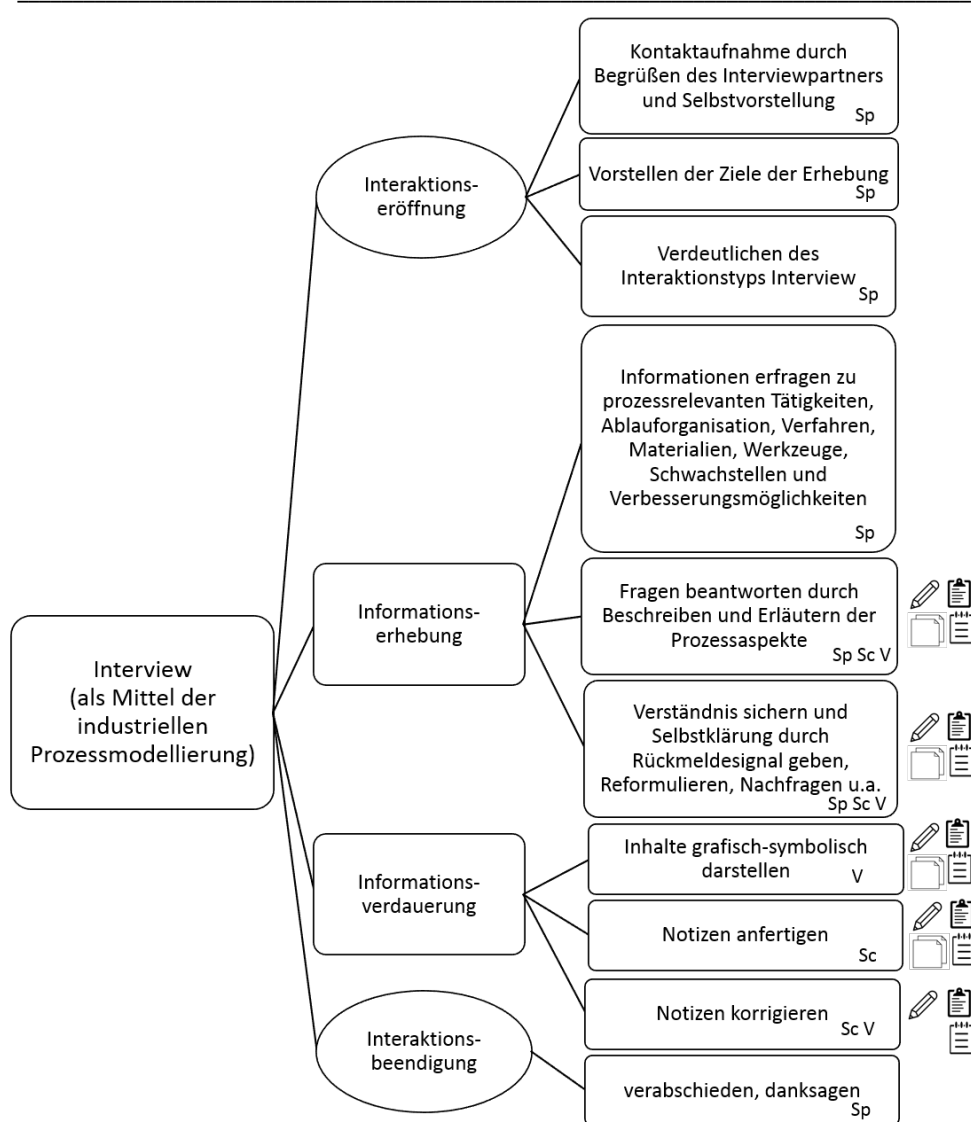 Kontaktaufnahme durch
Begrüßen des Interviewpartners
und Selbstvorstellung
Sp
Interaktions-
eröffnung
Vorstellen der Ziele der Erhebung
Sp
Verdeutlichen des
Interaktionstyps Interview
Sp
Informationen erfragen zu
prozessrelevanten Tätigkeiten,
Ablauforganisation, Verfahren,
Materialien, Werkzeuge,
Schwachstellen und
Verbesserungsmöglichkeiten
Sp
Informations-
erhebung
Fragen beantworten durch
Beschreiben und Erläutern der
Prozessaspekte
Sp Sc V
Interview
(als Mittel der
industriellen
Prozessmodellierung)
Verständnis sichern und
Selbstklärung durch
Rückmeldesignal geben,
Reformulieren, Nachfragen u.a.
Sp Sc V
Informations-
verdauerung
Inhalte grafisch-symbolisch
darstellen
V
Notizen anfertigen
Sc
Notizen korrigieren
Sc V
Interaktions-
beendigung
verabschieden, danksagen
Sp